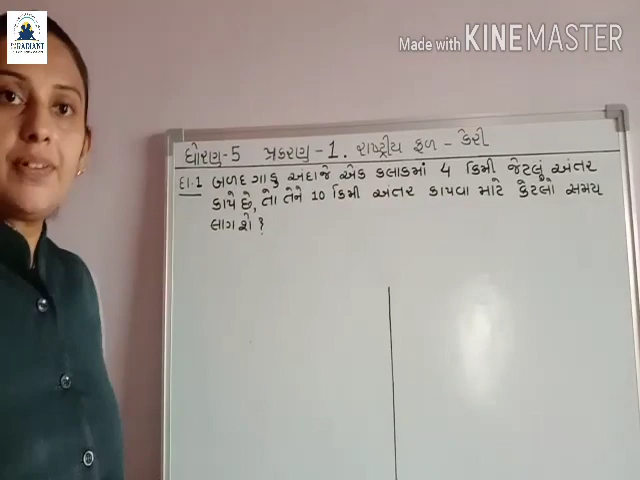 RADIANT
Made with KINEMASTER
ધોરણ-5 પ્રકરણ-1. રાષ્ટ્રીય ફળ - કેરી
દા.1 બળદ ગાડુ અંદાજે એક કલાકમાં 4 કિમી જેટલું અંતર
કાપે છે, તો તેને 10 કિમી અંતર કાપવા માટે કેટલો સમય
લાગશે ?